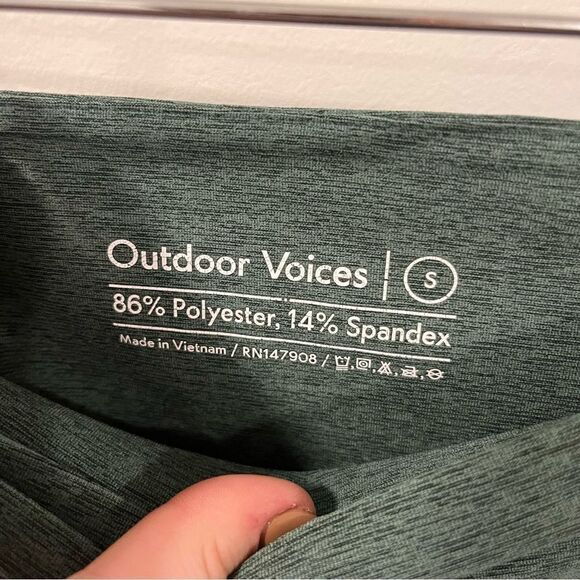 Outdoor Voices | S
86% Polyester, 14% Spandex
Made in Vietnam / RN147908 /